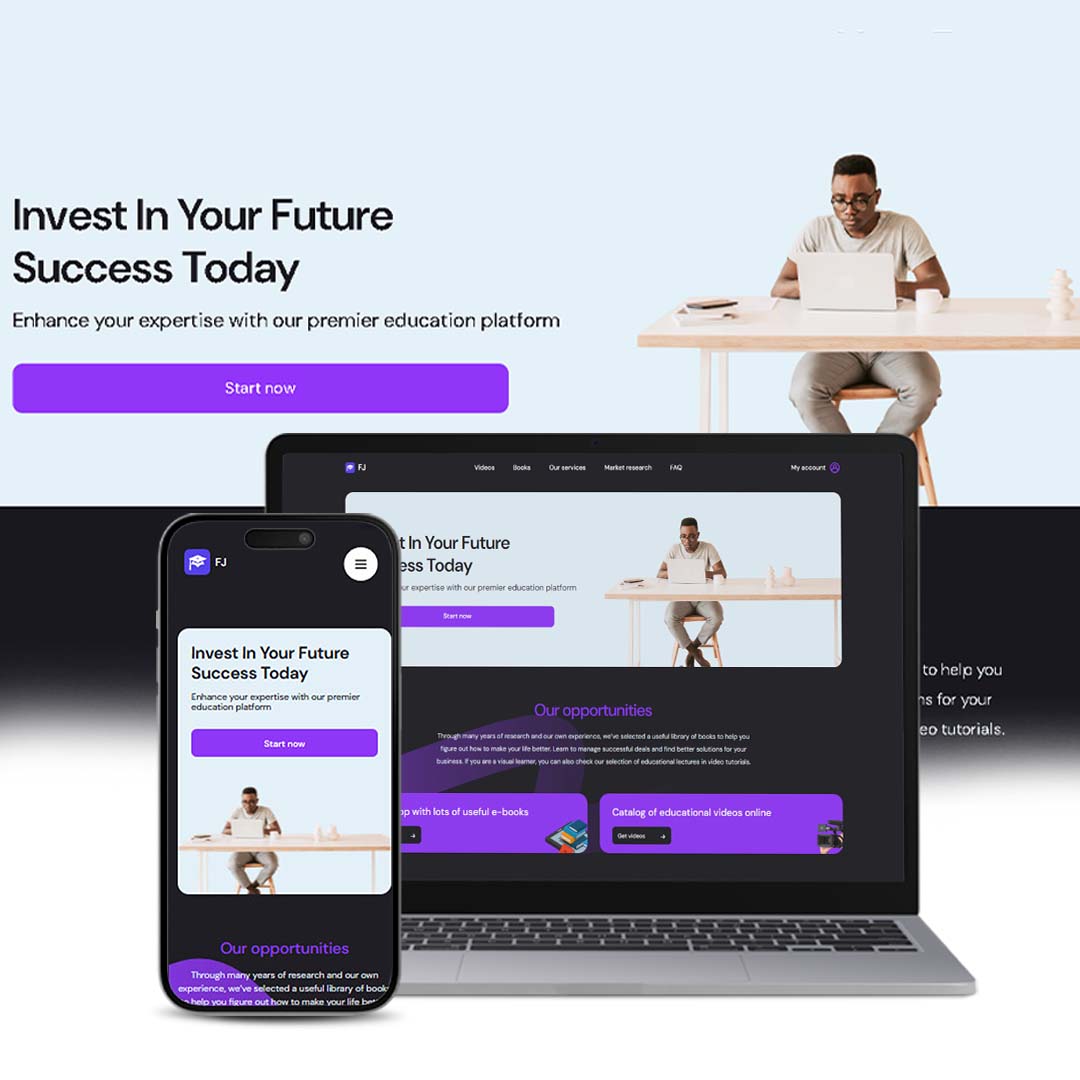 Invest In Your Future
Success Today
Enhance your expertise with our premier education platform
Start now
to help you
s for your
eo tutorials.
FJ
Videos
Books
Our services
Market research
FAQ
My account
t In Your Future
ess Today
ur expertise with our premier education platform
Start now
Our opportunities
Through many years of research and our own experience, we've selected a useful library of books to help you
figure out how to make your life better. Learn to manage successful deals and find better solutions for your
business. If you are a visual learner, you can also check our selection of educational lectures in video tutorials.
op with lots of useful e-books
Catalog of educational videos online
Get videos
FJ
Invest In Your Future
Success Today
Enhance your expertise with our premier
education platform
Start now
Our opportunities
Through many years of research and our own
experience, we've selected a useful library of books
help you figure out how to make your life